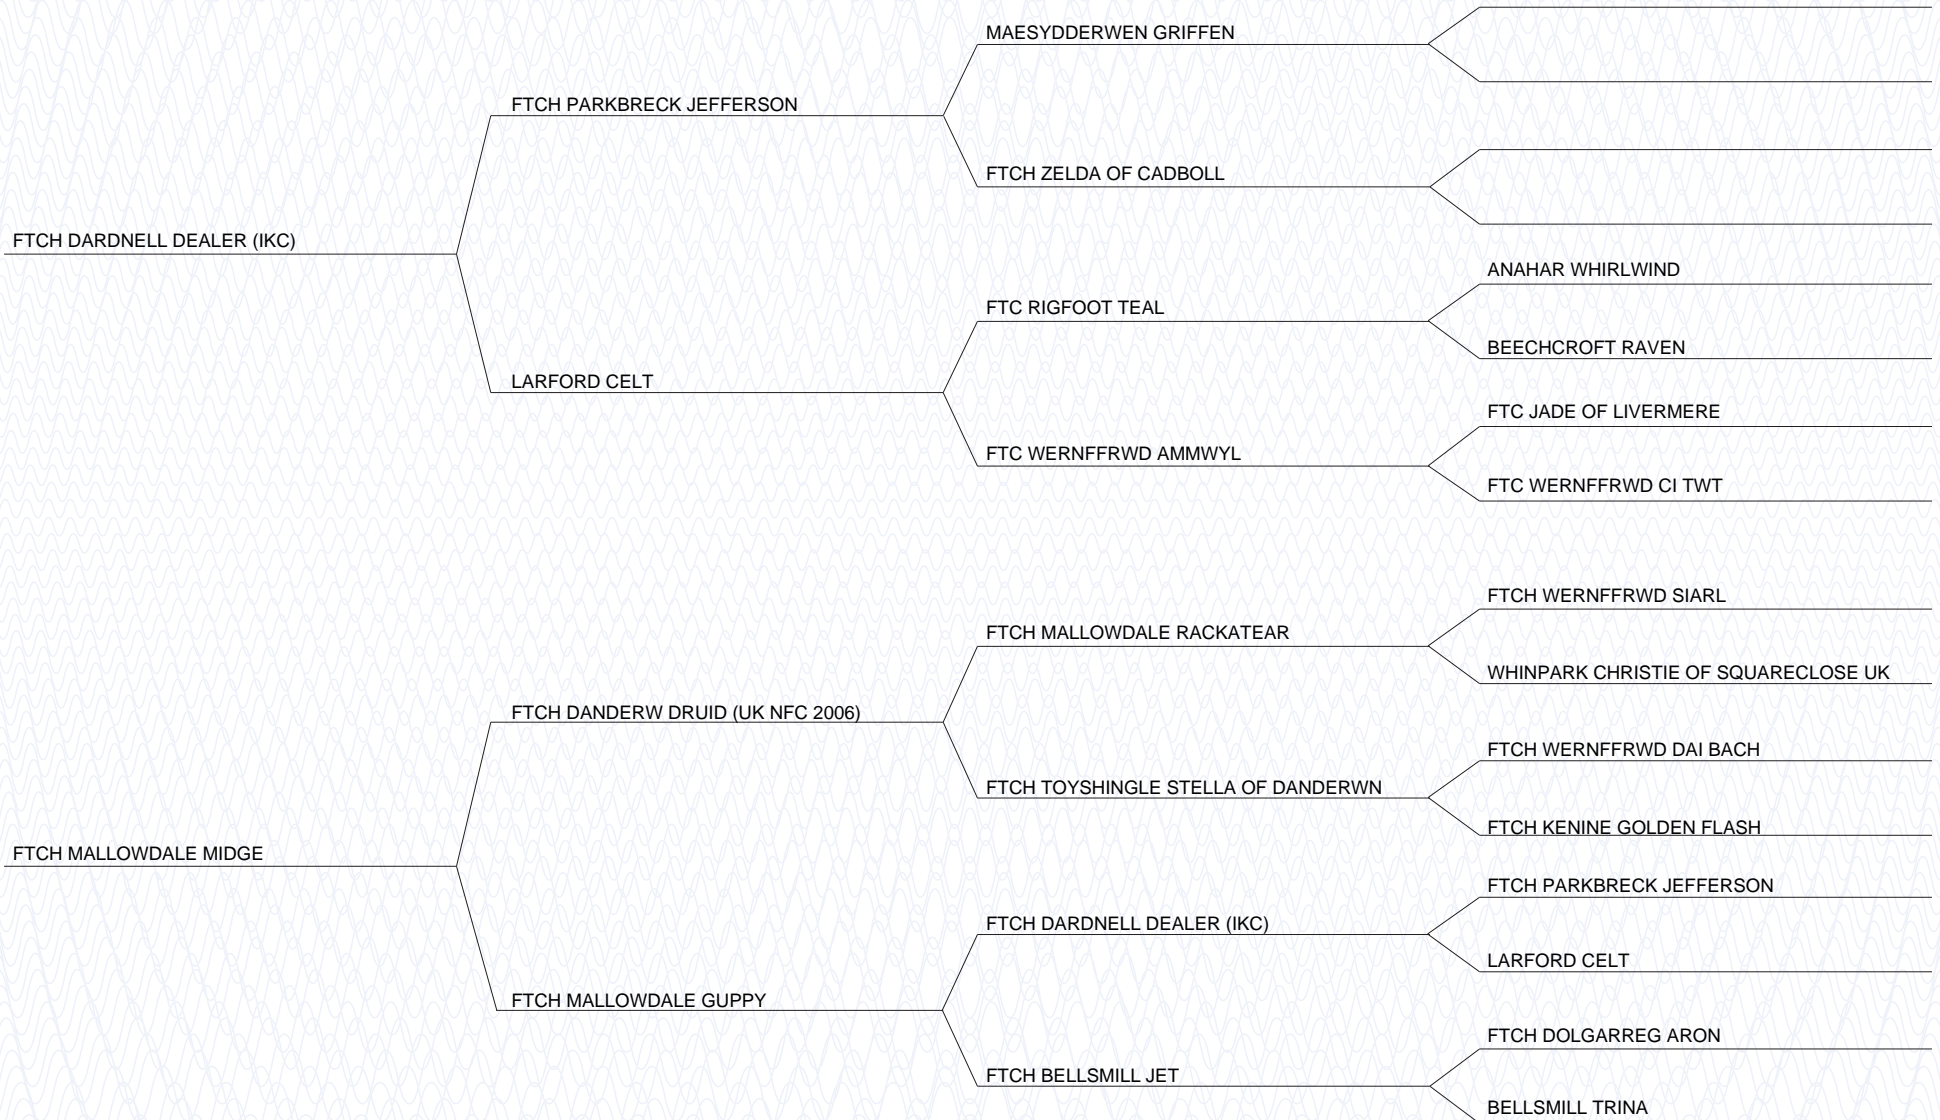 MAESYDDERWEN GRIFFEN
FTCH PARKBRECK JEFFERSON
FTCH ZELDA OF CADBOLL
FTCH DARDNELL DEALER (IKC)
ANAHAR WHIRLWIND
FTC RIGFOOT TEAL
BEECHCROFT RAVEN
LARFORD CELT
FTC JADE OF LIVERMERE
FTC WERNFFRWD AMMWYL
FTC WERNFFRWD CI TWT
FTCH WERNFFRWD SIARL
FTCH MALLOWDALE RACKATEAR
WHINPARK CHRISTIE OF SQUARECLOSE UK
FTCH DANDERW DRUID (UK NFC 2006)
FTCH WERNFFRWD DAI BACH
FTCH TOYSHINGLE STELLA OF DANDERWN
FTCH KENINE GOLDEN FLASH
FTCH MALLOWDALE MIDGE
FTCH PARKBRECK JEFFERSON
FTCH DARDNELL DEALER (IKC)
LARFORD CELT
FTCH MALLOWDALE GUPPY
FTCH DOLGARREG ARON
FTCH BELLSMILL JET
BELLSMILL TRINA